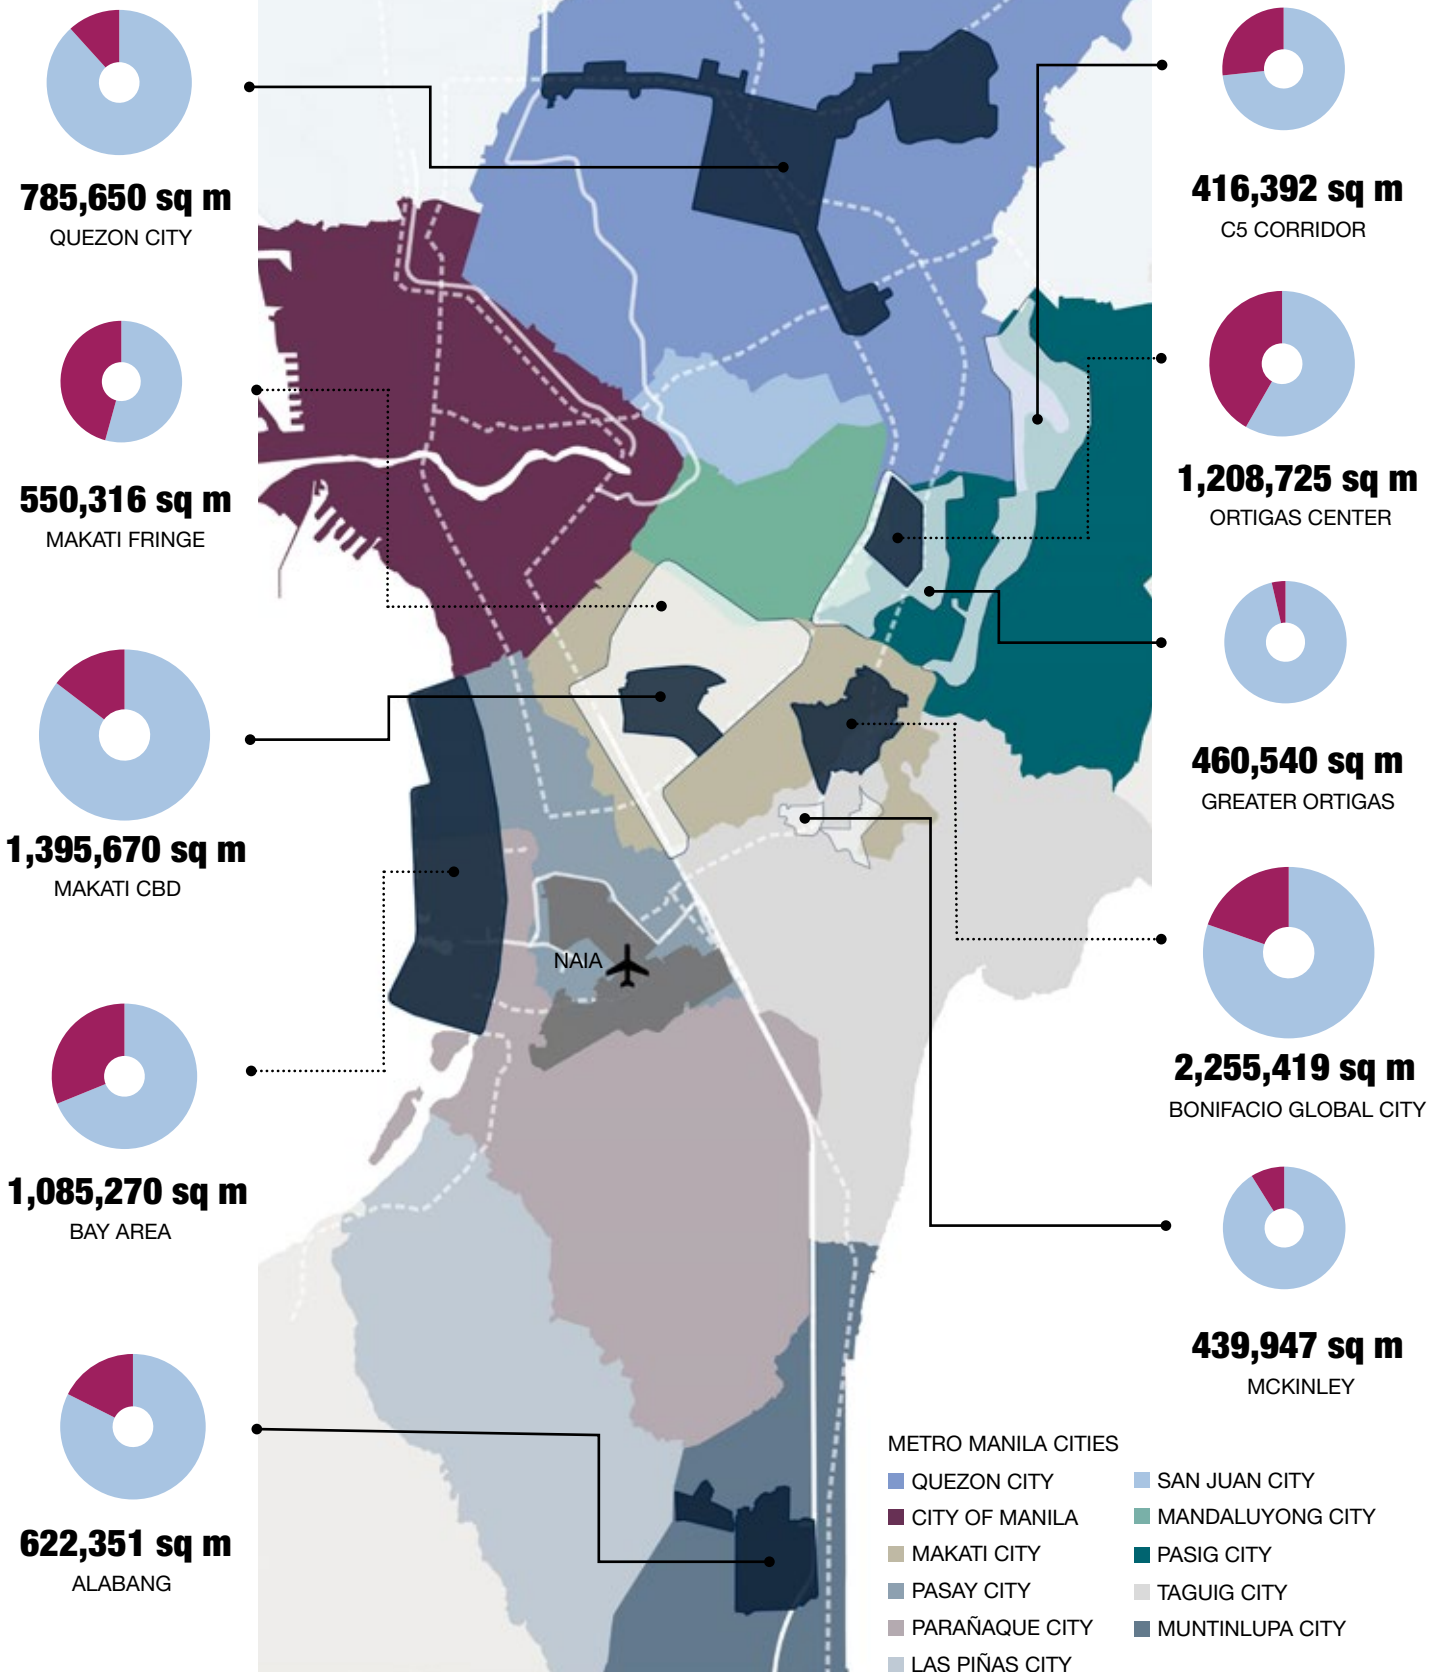 785,650 sq m
QUEZON CITY
550,316 sq m
MAKATI FRINGE
1,395,670 sq m
MAKATI CBD
1,085,270 sq m
BAY AREA
622,351 sq m
ALABANG
416,392 sq m
C5 CORRIDOR
1,208,725 sq m
ORTIGAS CENTER
460,540 sq m
GREATER ORTIGAS
2,255,419 sq m
BONIFACIO GLOBAL CITY
439,947 sq m
MCKINLEY
NAIA
METRO MANILA CITIES
QUEZON CITY
CITY OF MANILA
MAKATI CITY
PASAY CITY
PARAÑAQUE CITY
LAS PIÑAS CITY
SAN JUAN CITY
MANDALUYONG CITY
PASIG CITY
TAGUIG CITY
MUNTINLUPA CITY